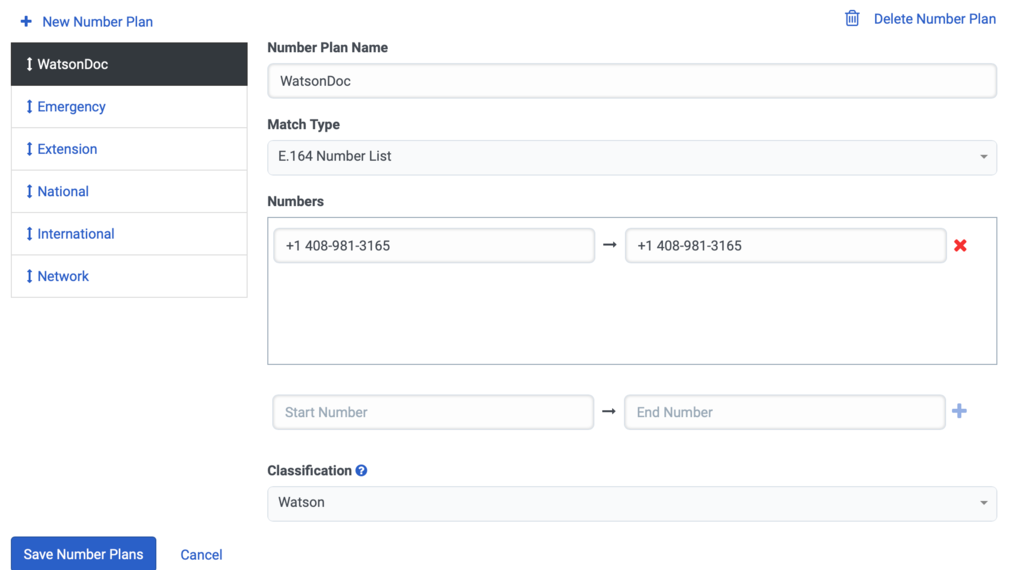 New Number Plan
Delete Number Plan
WatsonDoc
Emergency
Extension
National
International
Network
Number Plan Name
WatsonDoc
Match Type
E.164 Number List
Numbers
+1 408-981-3165 → +1 408-981-3165
Start Number → End Number
Classification
Watson
Save Number Plans Cancel